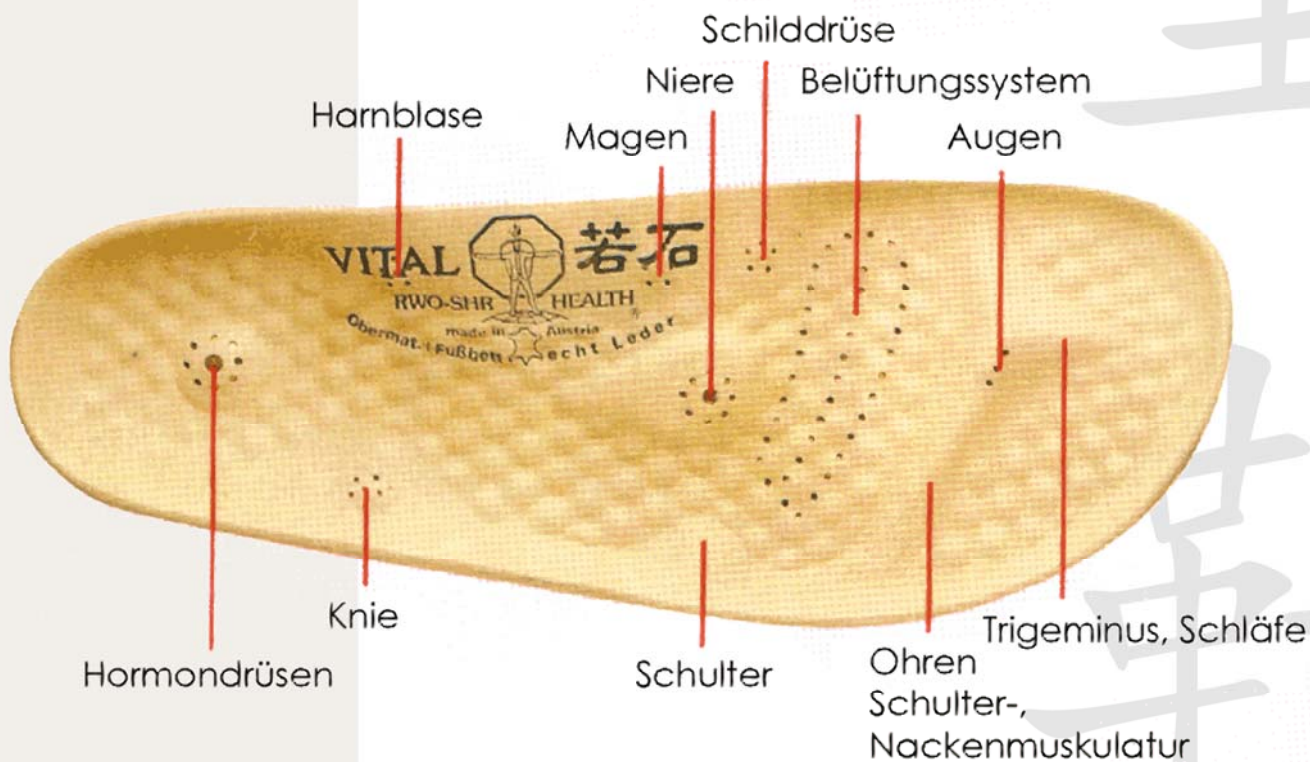 Schilddrüse
Niere
Belüftungssystem
Harnblase
Magen
Augen
VITAL 若石
RWO-SHR HEALTH
made in Austria
Obermat. Fußbett echt Leder
Knie
Trigeminus, Schläfe
Hormondrüsen
Schulter
Ohren
Schulter-,
Nackenmuskulatur